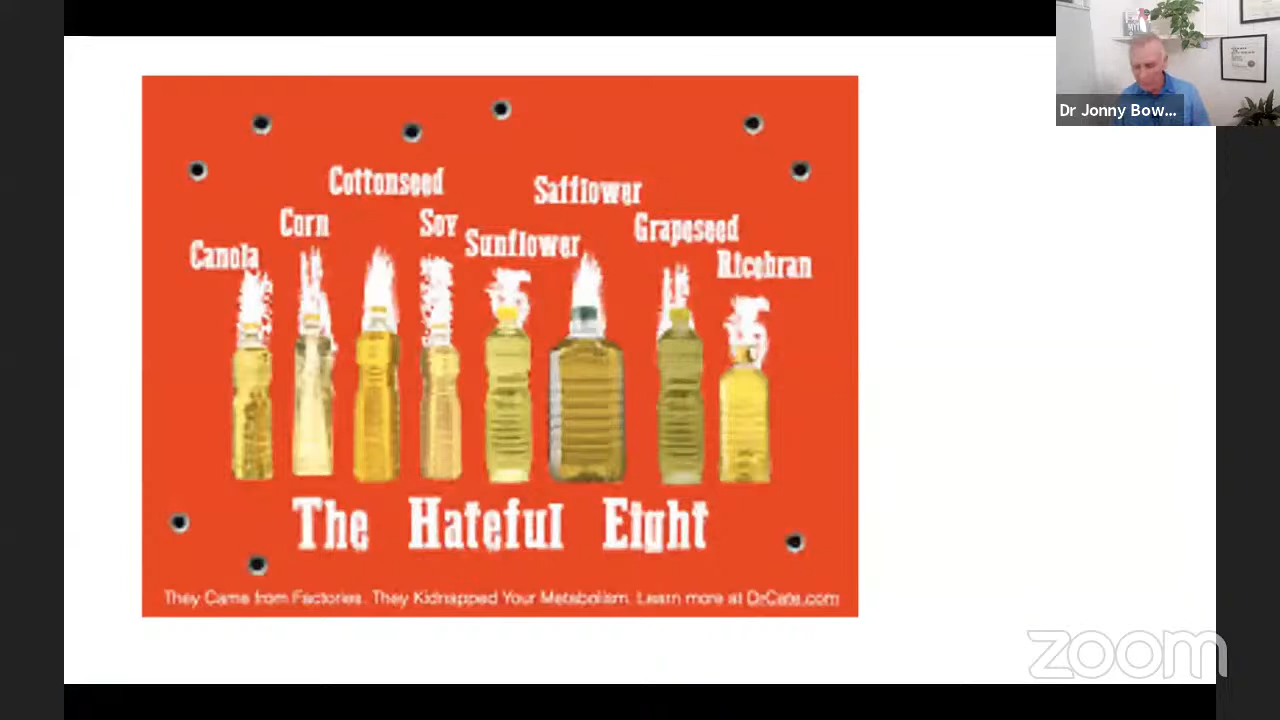 Dr Jonny Bow...
Cottonseed
Safflower
Corn
Soy
Grapeseed
Sunflower
Canola
Ricebran
The Hateful Eight
They Came from Factories. They Kidnapped Your Metabolism. Learn more at DrCate.com
zoom